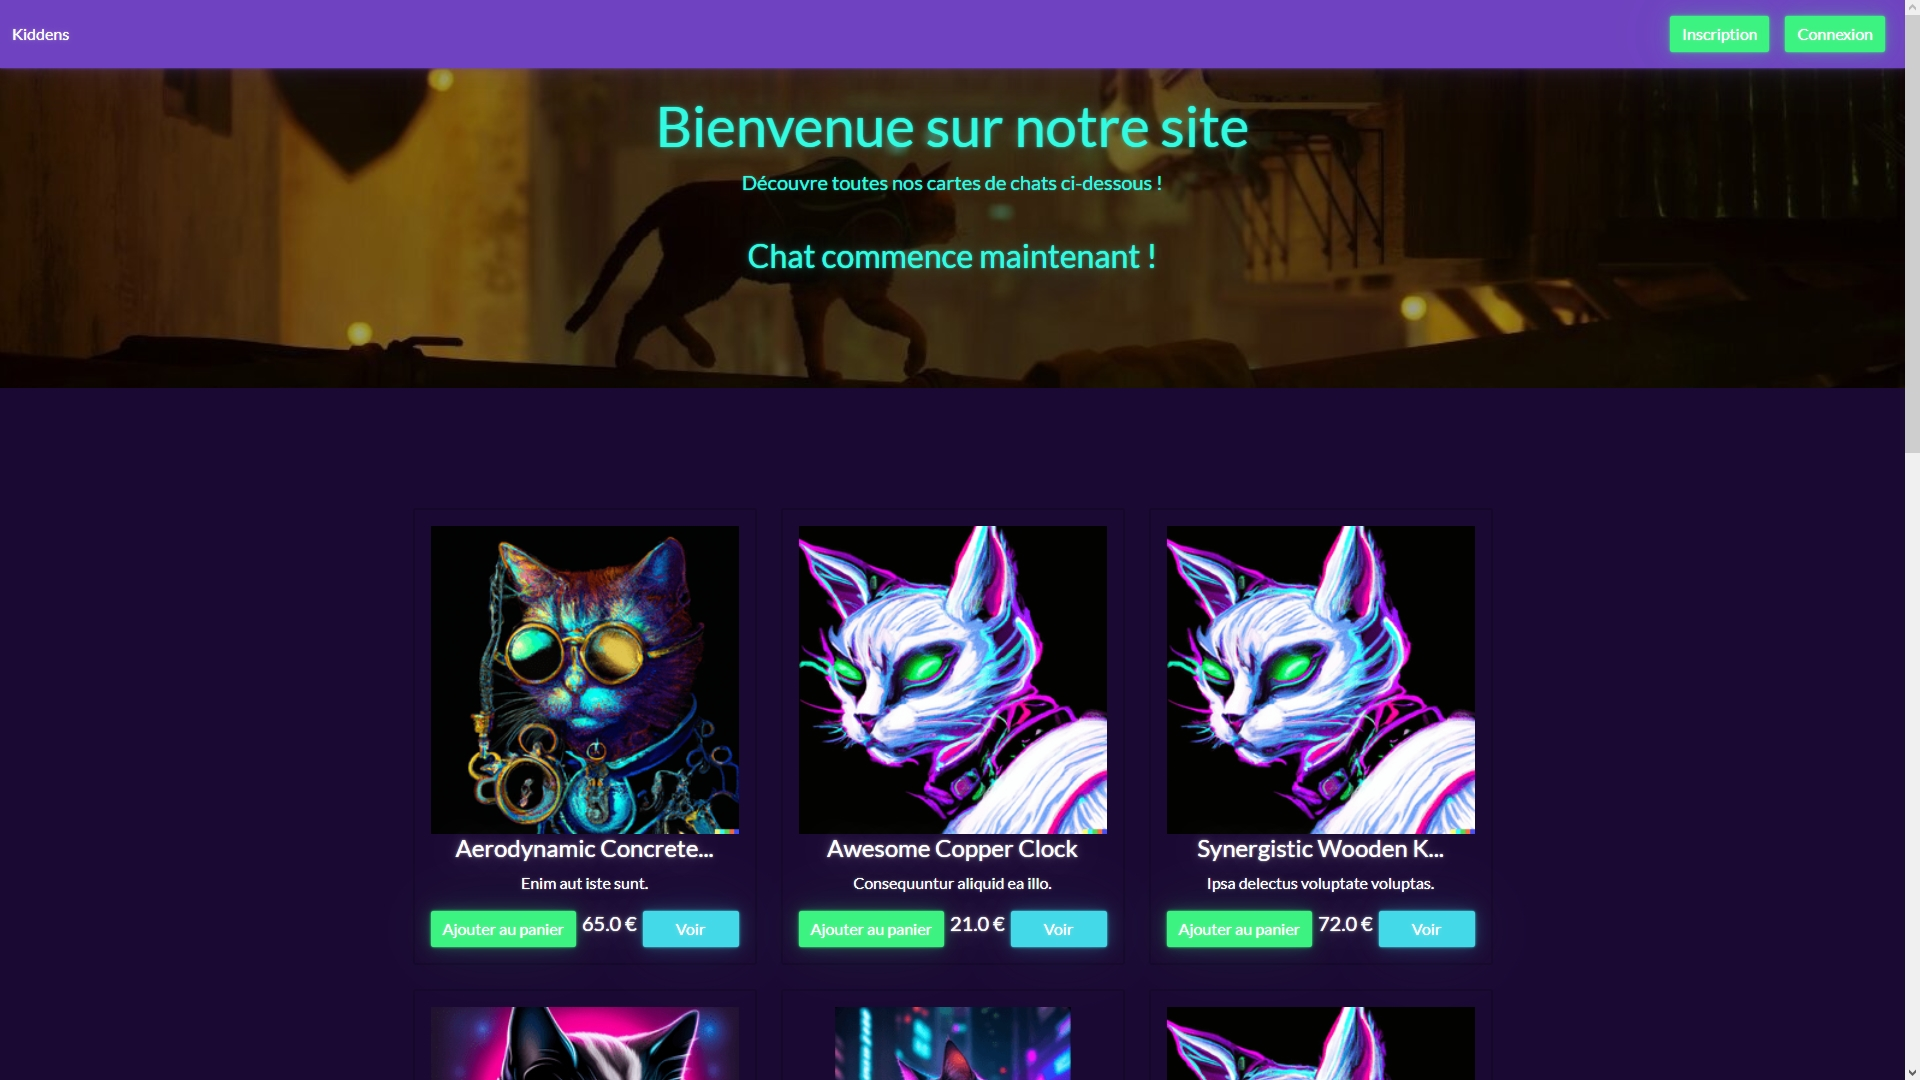 Kiddens
Inscription
Connexion
Bienvenue sur notre site
Découvre toutes nos cartes de chats ci-dessous !
Chat commence maintenant !
Aerodynamic Concrete...
Enim aut iste sunt.
Ajouter au panier 65.0 € Voir
Awesome Copper Clock
Consequuntur aliquid ea illo.
Ajouter au panier 21.0 € Voir
Synergistic Wooden K...
Ipsa delectus voluptate voluptas.
Ajouter au panier 72.0 € Voir